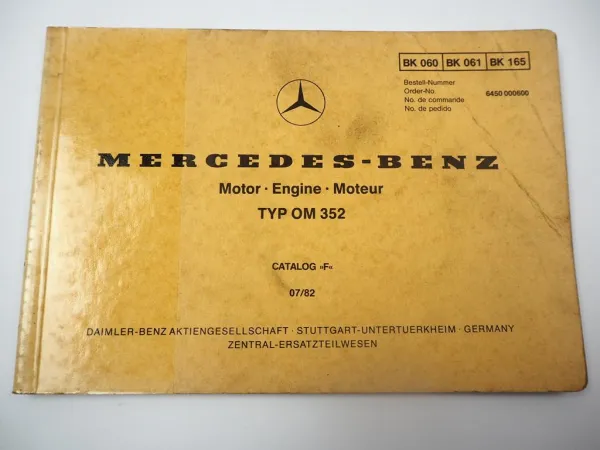 BK 060 BK 061 BK 165
Bestell-Nummer
Order-No.
No. de commande
No. de pedido
6450 000600
MERCEDES-BENZ
Motor · Engine · Moteur
TYP OM 352
CATALOG »F«
07/82
DAIMLER-BENZ AKTIENGESELLSCHAFT · STUTTGART-UNTERTUERKHEIM · GERMANY
ZENTRAL-ERSATZTEILWESEN